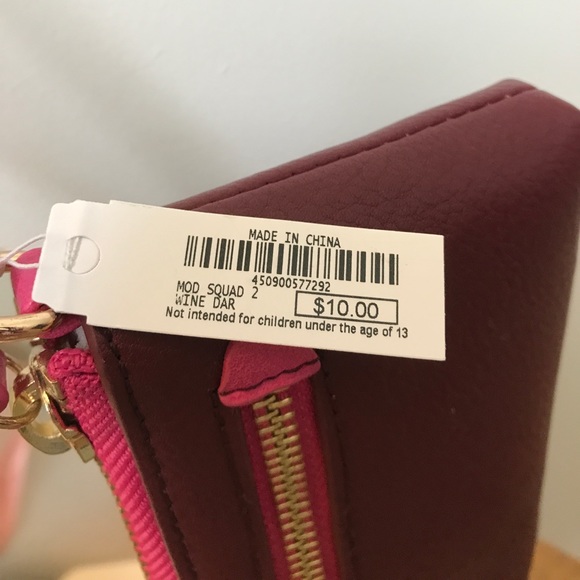 MADE IN CHINA
450900577292
MOD SQUAD 2
WINE DAR
$10.00
Not intended for children under the age of 13